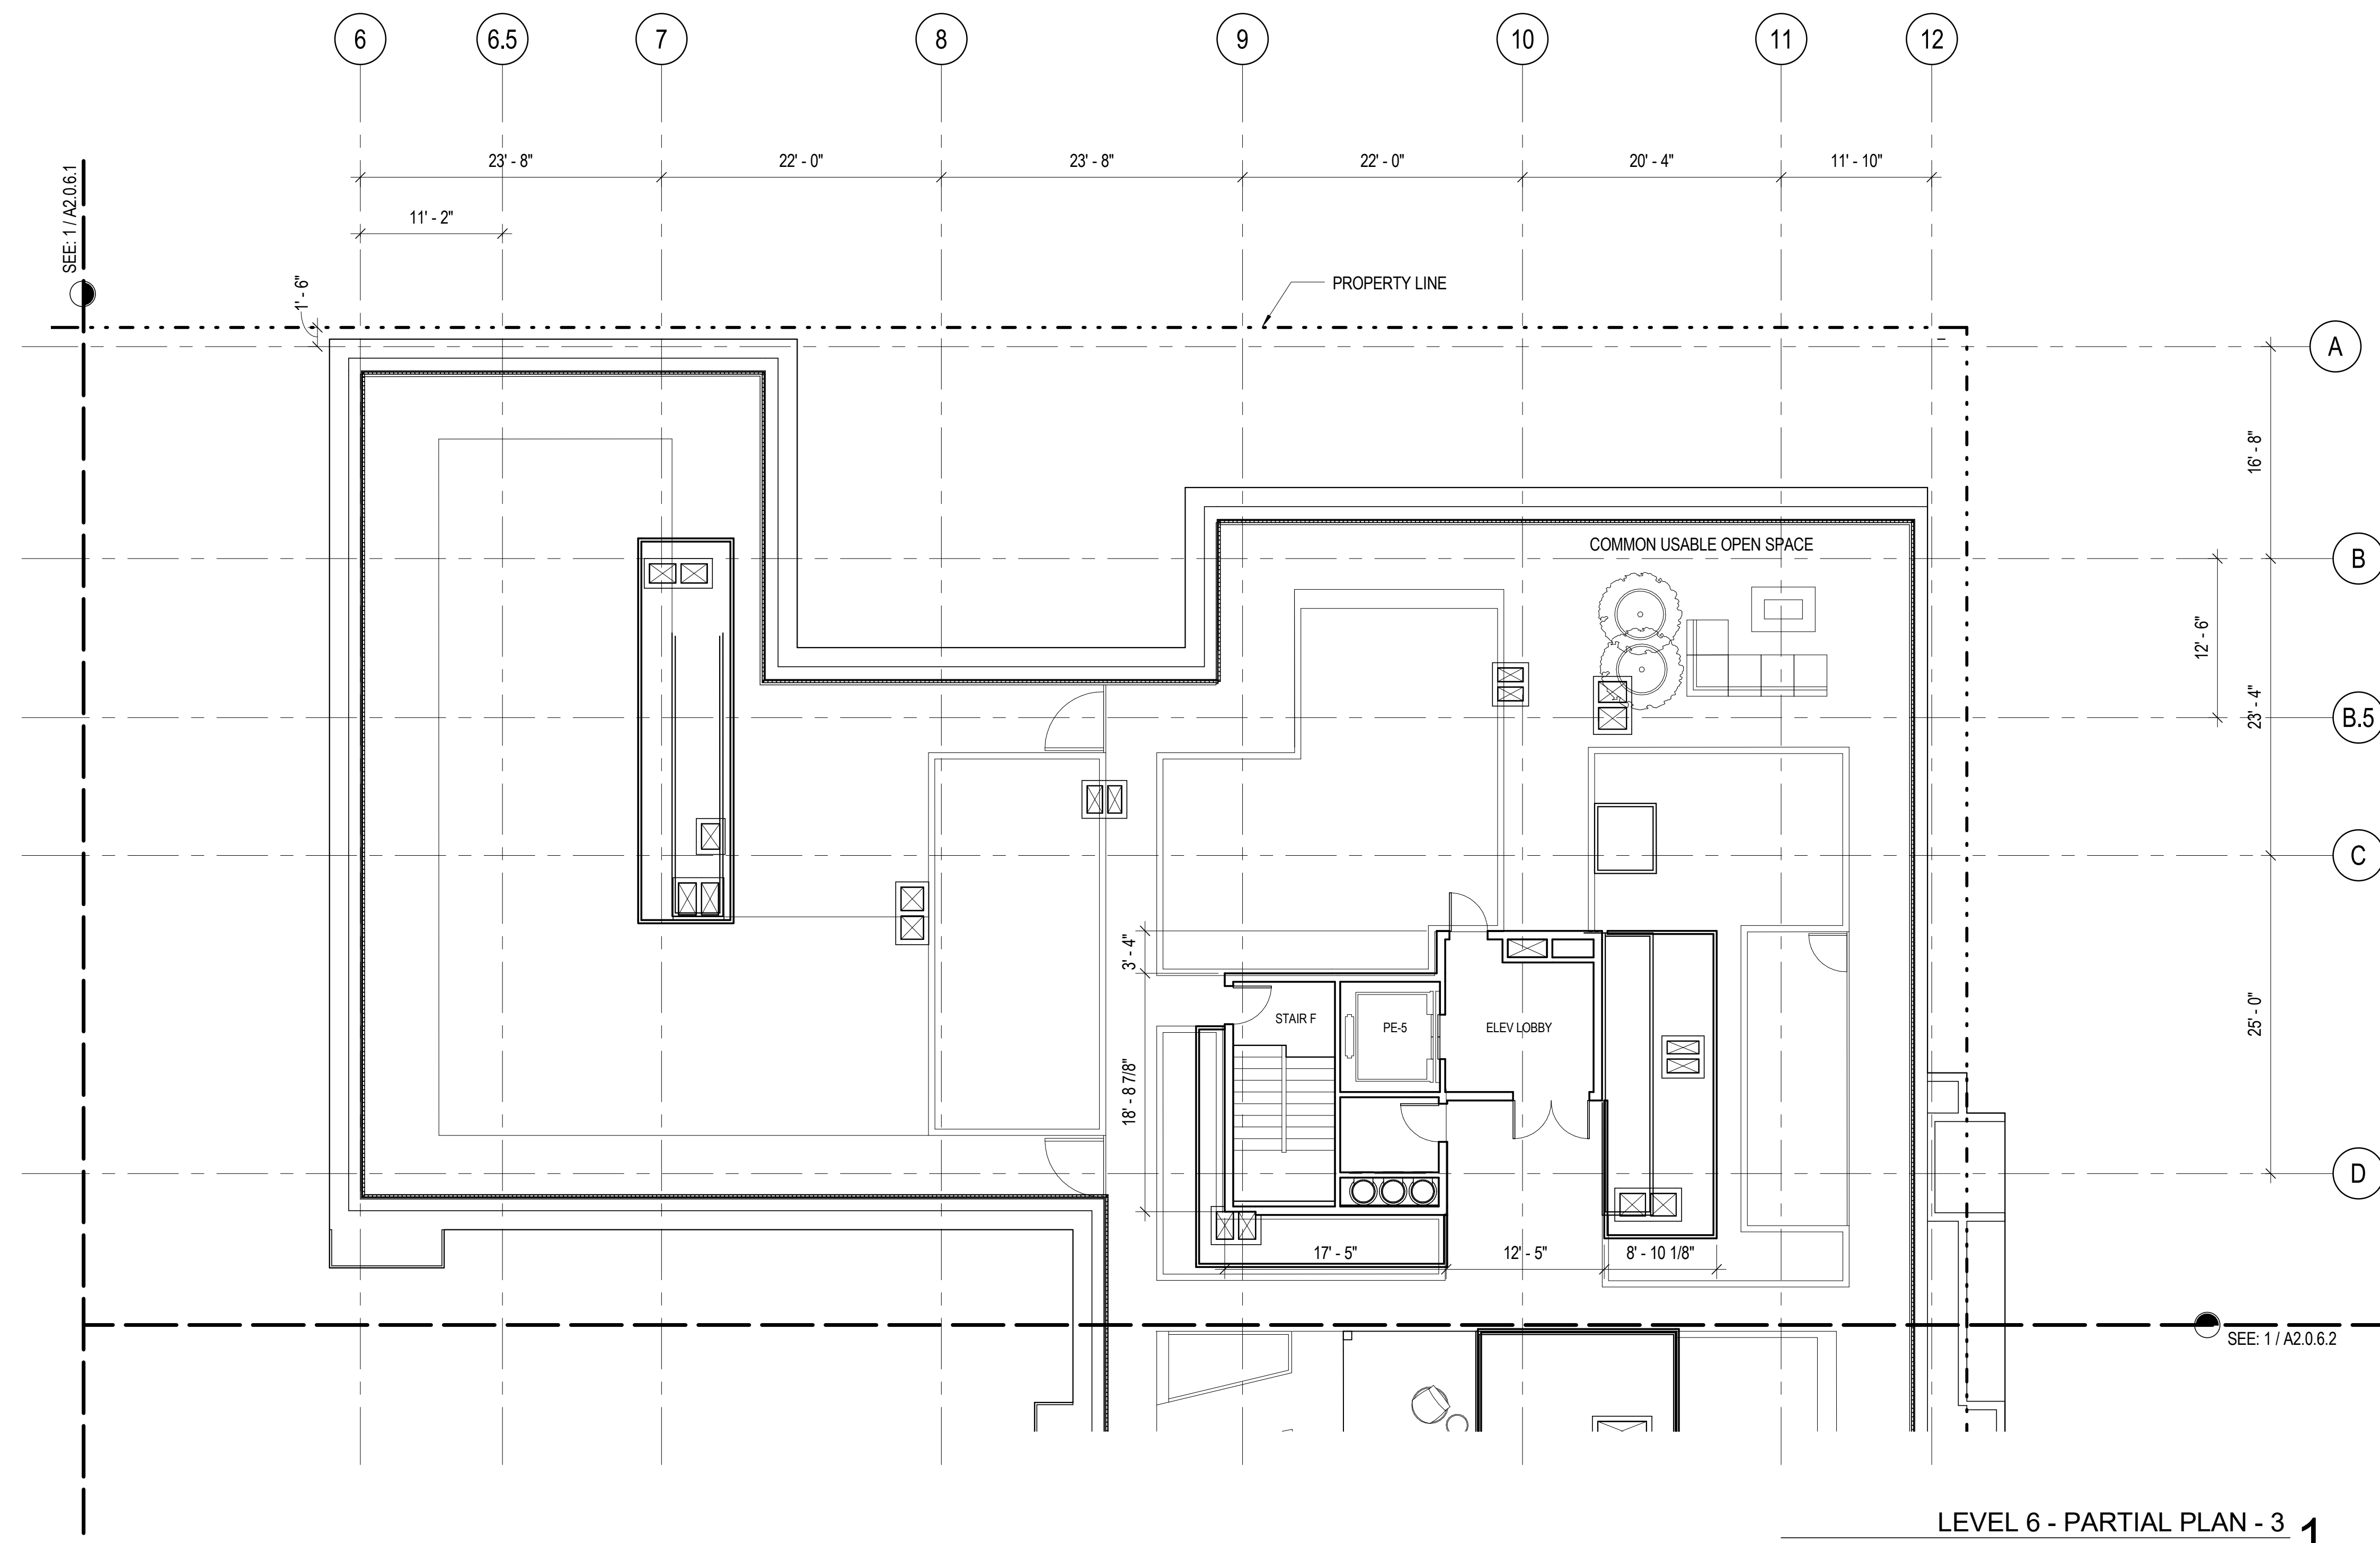 6
6.5
7
8
9
10
11
12
23' - 8"
22' - 0"
23' - 8"
22' - 0"
20' - 4"
11' - 10"
11' - 2"
SEE: 1 / A2.0.6.1
1' - 6"
PROPERTY LINE
A
16' - 8"
COMMON USABLE OPEN SPACE
B
12' - 6"
23' - 4"
B.5
C
3' - 4"
STAIR F
PE-5
ELEV LOBBY
25' - 0"
18' - 8 7/8"
D
17' - 5"
12' - 5"
8' - 10 1/8"
SEE: 1 / A2.0.6.2
LEVEL 6 - PARTIAL PLAN - 3
1